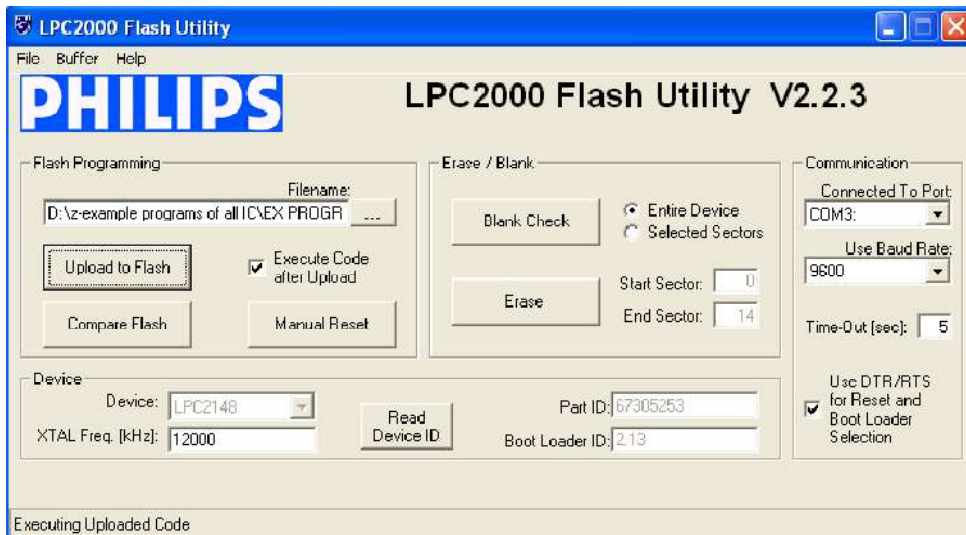 LPC2000 Flash Utility
File Buffer Help
PHILIPS
LPC2000 Flash Utility V2.2.3
Flash Programming
Filename:
D:\z-example programs of all IC\EX PROGR
...
Upload to Flash
Execute Code
after Upload
Compare Flash
Manual Reset
Erase / Blank
Blank Check
Entire Device
Selected Sectors
Erase
Start Sector: 0
End Sector: 14
Communication
Connected To Port:
COM3:
Use Baud Rate:
9600
Time-Out [sec]: 5
Use DTR/RTS
for Reset and
Boot Loader
Selection
Device
Device: LPC2148
XTAL Freq. [kHz]: 12000
Read
Device ID
Part ID: 67305253
Boot Loader ID: 2.13
Executing Uploaded Code